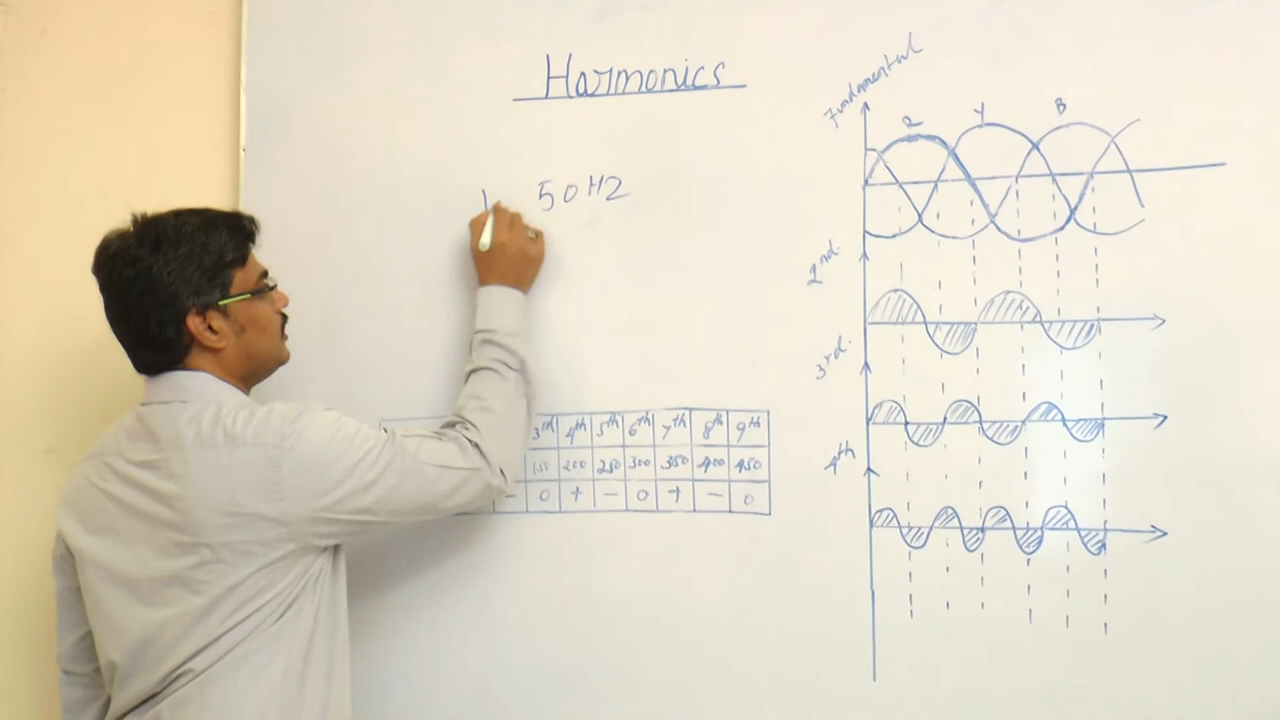 Harmonics
50 Hz
Fundamental
R Y B
2nd.
3rd.
4th
3rd 4th 5th 6th 7th 8th 9th
150 200 250 300 350 400 450
- 0 + - 0 + - 0